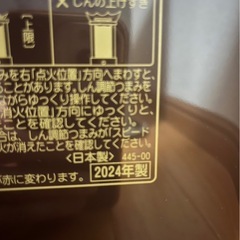 ✕しんの上げすぎ
[上限]
みを右「点火位置」方向へまわすと、
ることがあります。しん調節つまみを
がらゆっくり操作してください。
消火位置」方向にゆっくりと、
とを確認してください。
合は、しん調節つまみが「スピード
火が消えたことを確認してください。
<日本製> 445-00
2024年製
が赤に変わります。